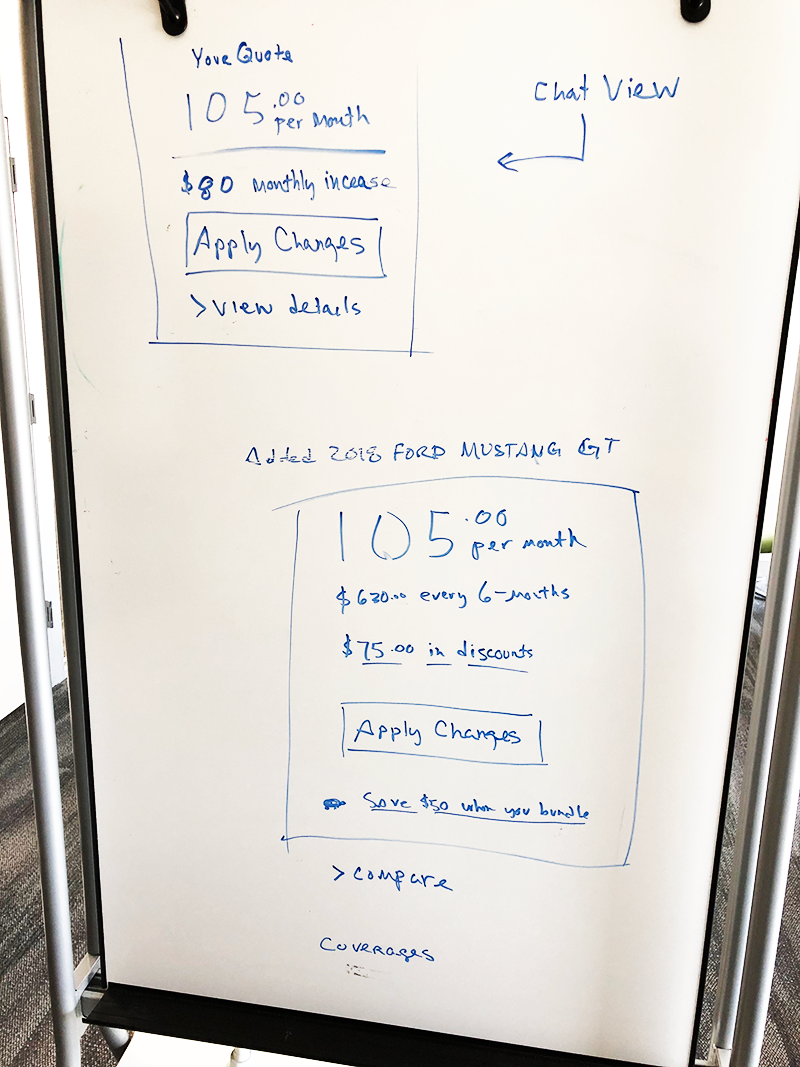 Your Quote
105.00
per Month
$80 monthly incease
Apply Changes
>View details
Chat View
Added 2018 FORD MUSTANG GT
105.00
per month
$630.00 every 6-months
$75.00 in discounts
Apply Changes
Save $50 when you bundle
>compare
Coverages